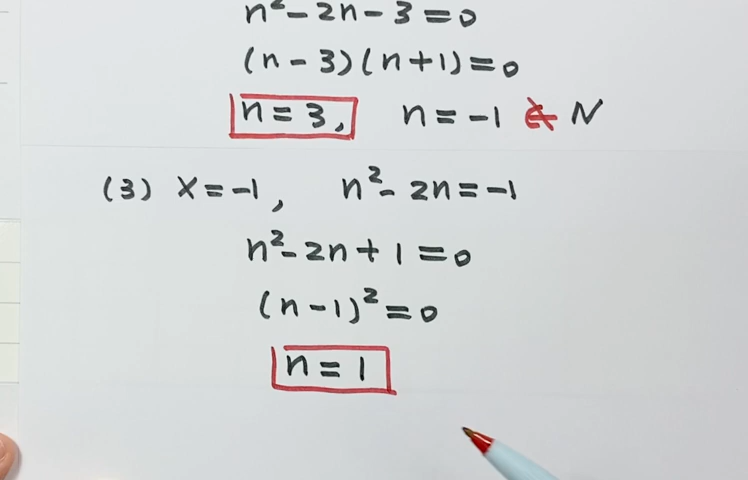 n² - 2n - 3 = 0
(n - 3)(n + 1) = 0
n = 3, n = -1 ∉ N
(3) x = -1, n² - 2n = -1
n² - 2n + 1 = 0
(n - 1)² = 0
n = 1